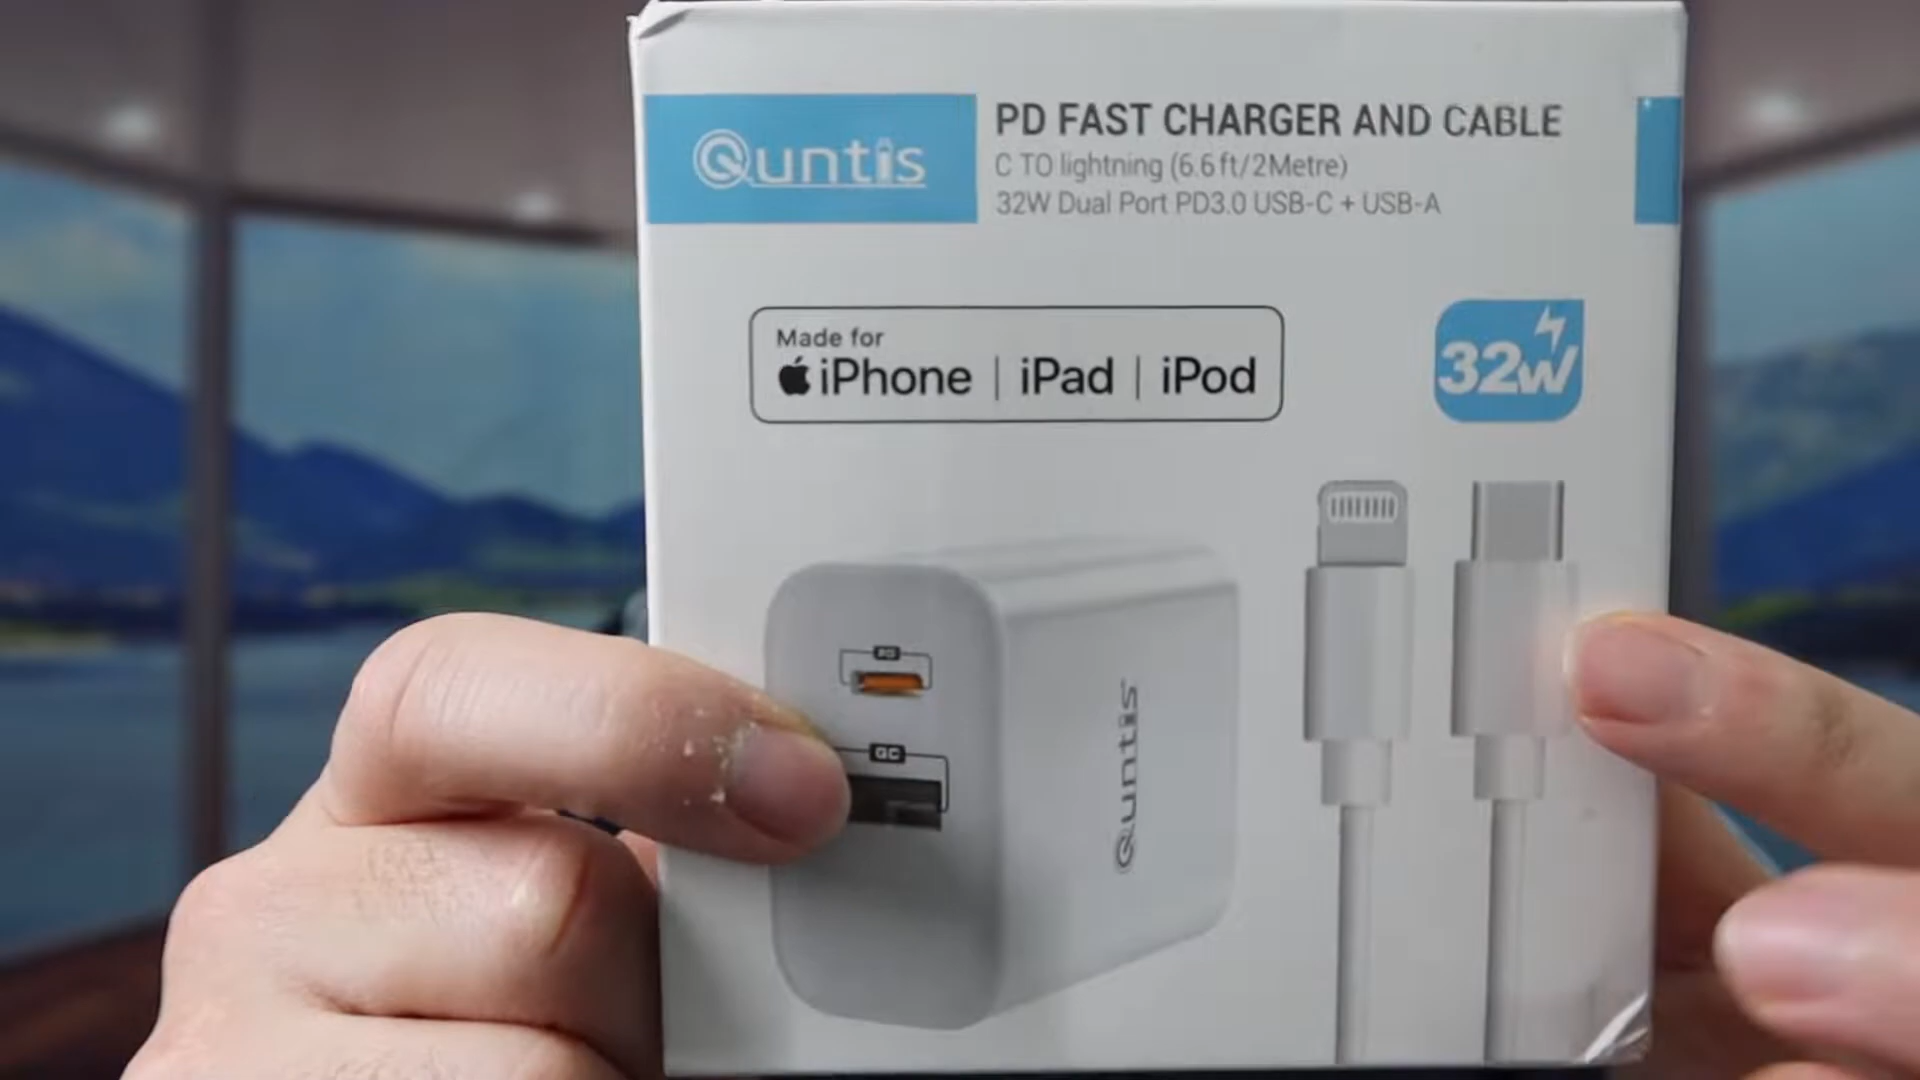 Quntis
PD FAST CHARGER AND CABLE
C TO lightning (6.6ft/2Metre)
32W Dual Port PD3.0 USB-C + USB-A
Made for
iPhone | iPad | iPod
32W
PD
QC
Quntis